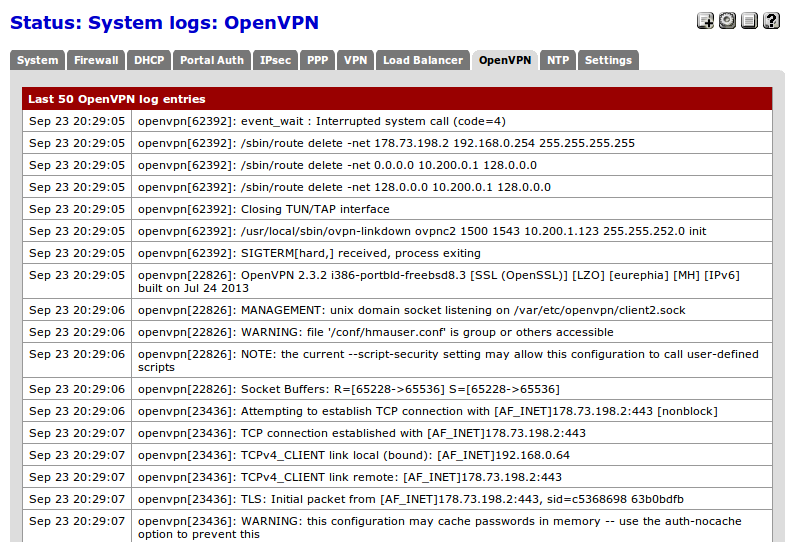 Status: System logs: OpenVPN
System Firewall DHCP Portal Auth IPsec PPP VPN Load Balancer OpenVPN NTP Settings
Last 50 OpenVPN log entries
Sep 23 20:29:05 openvpn[62392]: event_wait : Interrupted system call (code=4)
Sep 23 20:29:05 openvpn[62392]: /sbin/route delete -net 178.73.198.2 192.168.0.254 255.255.255.255
Sep 23 20:29:05 openvpn[62392]: /sbin/route delete -net 0.0.0.0 10.200.0.1 128.0.0.0
Sep 23 20:29:05 openvpn[62392]: /sbin/route delete -net 128.0.0.0 10.200.0.1 128.0.0.0
Sep 23 20:29:05 openvpn[62392]: Closing TUN/TAP interface
Sep 23 20:29:05 openvpn[62392]: /usr/local/sbin/ovpn-linkdown ovpnc2 1500 1543 10.200.1.123 255.255.252.0 init
Sep 23 20:29:05 openvpn[62392]: SIGTERM[hard,] received, process exiting
Sep 23 20:29:05 openvpn[22826]: OpenVPN 2.3.2 i386-portbld-freebsd8.3 [SSL (OpenSSL)] [LZO] [eurephia] [MH] [IPv6]
built on Jul 24 2013
Sep 23 20:29:06 openvpn[22826]: MANAGEMENT: unix domain socket listening on /var/etc/openvpn/client2.sock
Sep 23 20:29:06 openvpn[22826]: WARNING: file '/conf/hmauser.conf' is group or others accessible
Sep 23 20:29:06 openvpn[22826]: NOTE: the current --script-security setting may allow this configuration to call user-defined
scripts
Sep 23 20:29:06 openvpn[22826]: Socket Buffers: R=[65228->65536] S=[65228->65536]
Sep 23 20:29:06 openvpn[23436]: Attempting to establish TCP connection with [AF_INET]178.73.198.2:443 [nonblock]
Sep 23 20:29:07 openvpn[23436]: TCP connection established with [AF_INET]178.73.198.2:443
Sep 23 20:29:07 openvpn[23436]: TCPv4_CLIENT link local (bound): [AF_INET]192.168.0.64
Sep 23 20:29:07 openvpn[23436]: TCPv4_CLIENT link remote: [AF_INET]178.73.198.2:443
Sep 23 20:29:07 openvpn[23436]: TLS: Initial packet from [AF_INET]178.73.198.2:443, sid=c5368698 63b0bdfb
Sep 23 20:29:07 openvpn[23436]: WARNING: this configuration may cache passwords in memory -- use the auth-nocache
option to prevent this